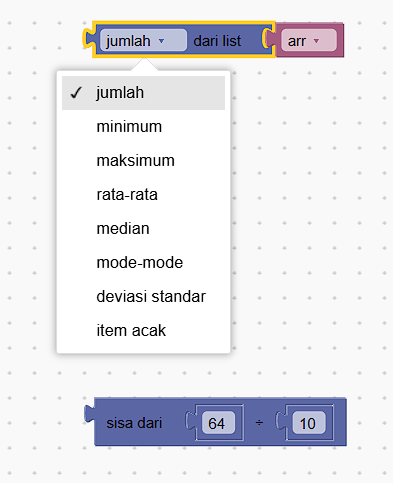 jumlah dari list arr
✓ jumlah
minimum
maksimum
rata-rata
median
mode-mode
deviasi standar
item acak
sisa dari 64 ÷ 10